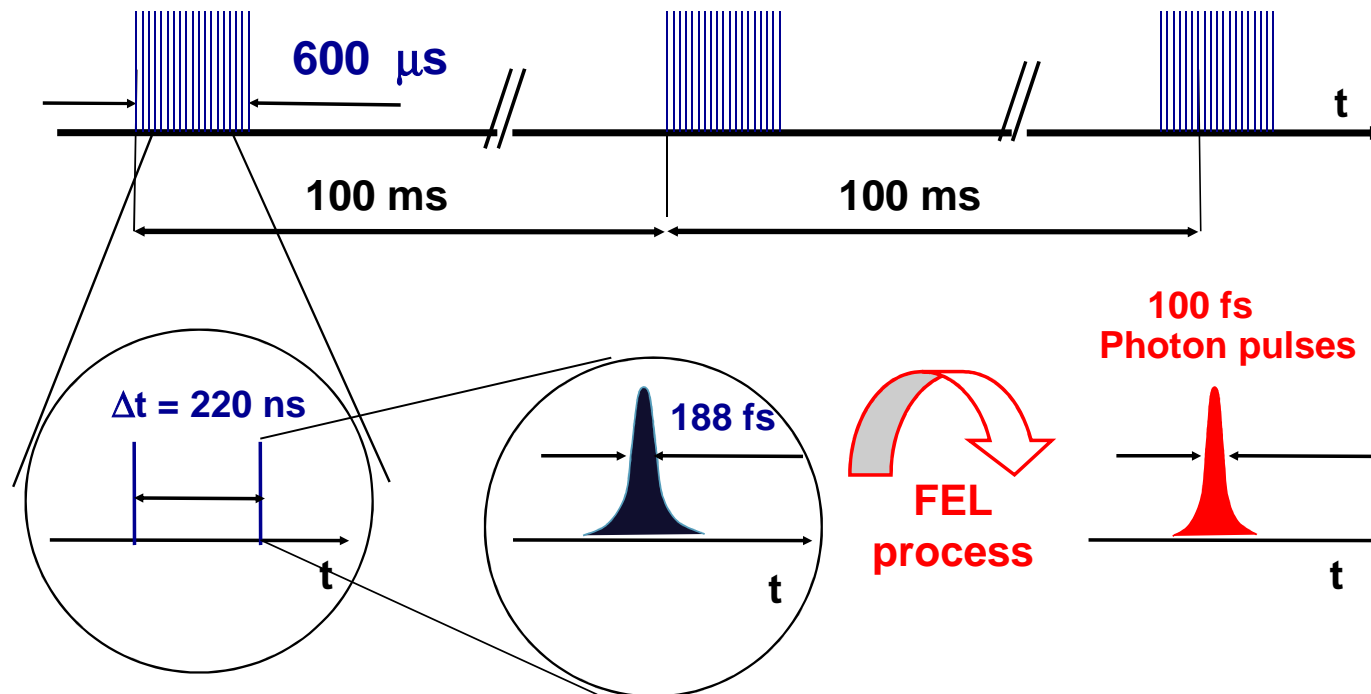 600 μs
t
100 ms
100 ms
100 fs
Photon pulses
Δt = 220 ns
188 fs
FEL
process
t
t
t